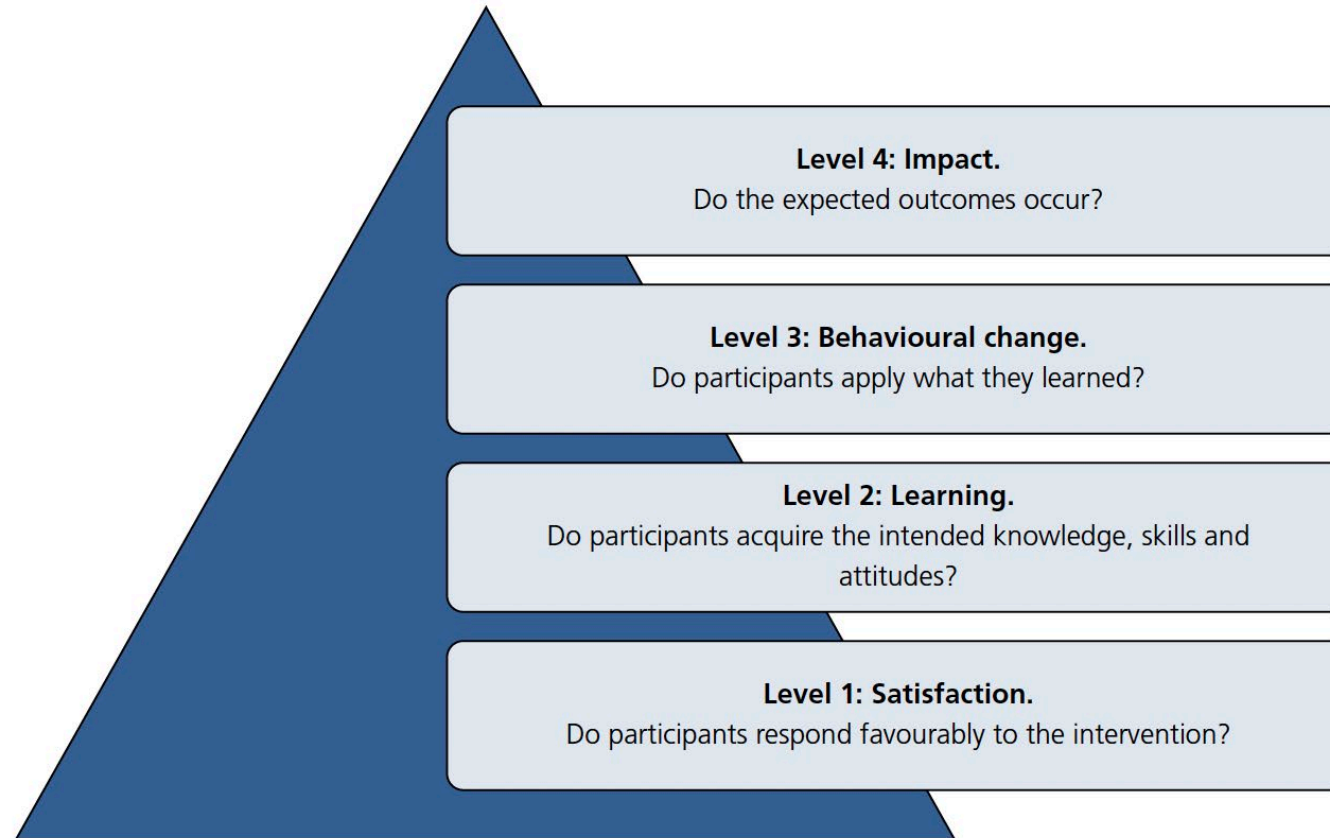 Level 4: Impact.
Do the expected outcomes occur?
Level 3: Behavioural change.
Do participants apply what they learned?
Level 2: Learning.
Do participants acquire the intended knowledge, skills and
attitudes?
Level 1: Satisfaction.
Do participants respond favourably to the intervention?